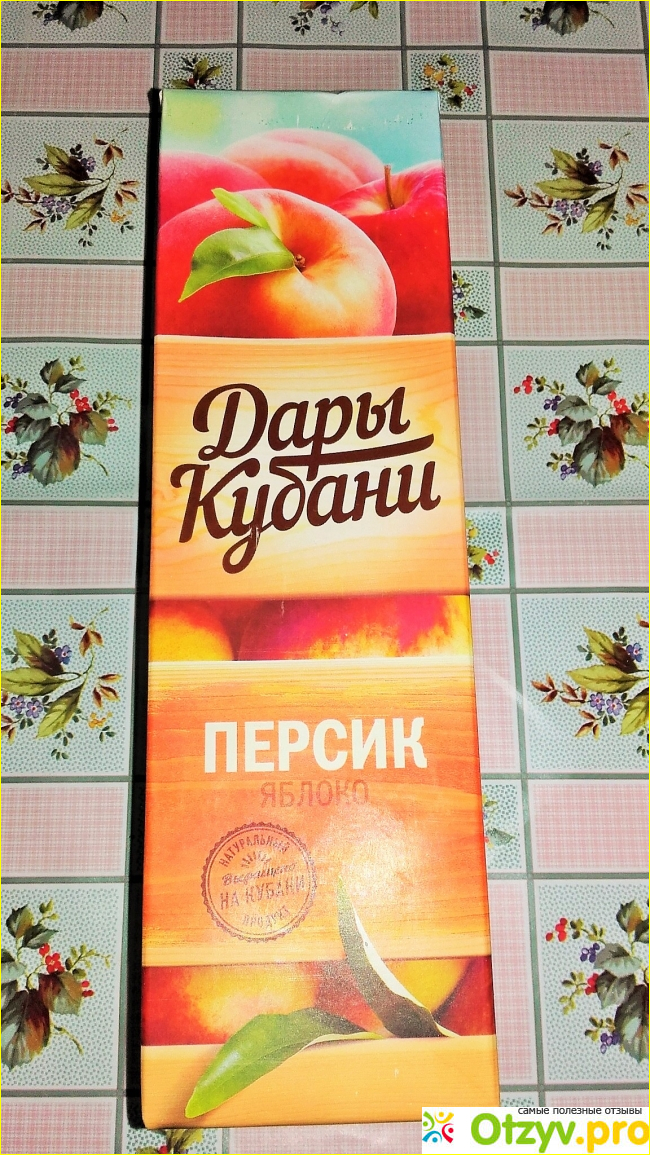 Дары
Кубани
ПЕРСИК
ЯБЛОКО
НАТУРАЛЬНЫЙ
Выращено
НА КУБАНИ
ПРОДУКТ
самые полезные отзывы
Otzyv.pro